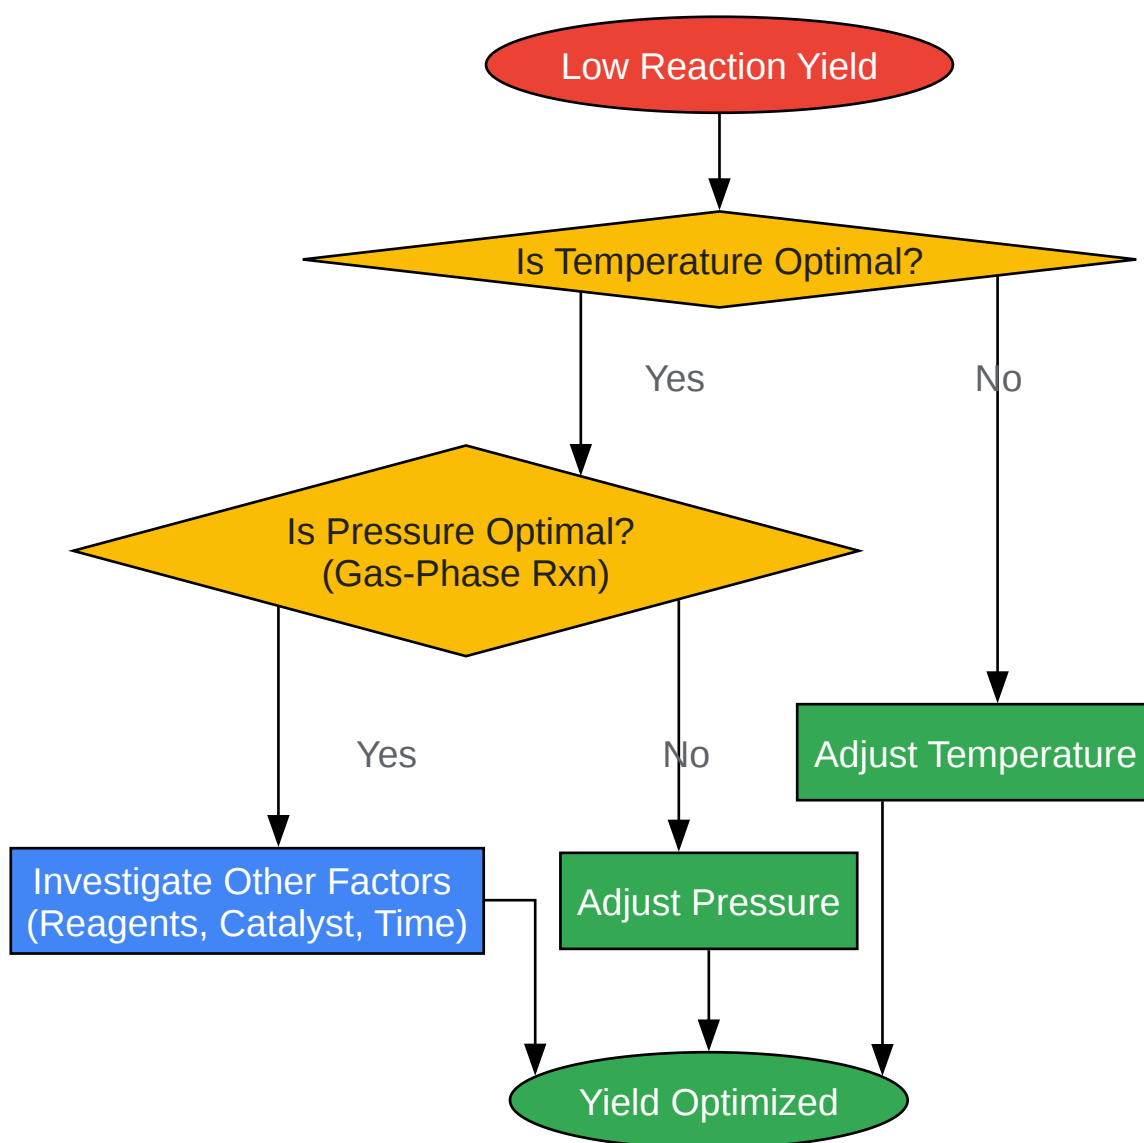 Low Reaction Yield
Is Temperature Optimal?
Yes
No
Is Pressure Optimal?
(Gas-Phase Rxn)
Yes
No
Adjust Temperature
Investigate Other Factors
(Reagents, Catalyst, Time)
Adjust Pressure
Yield Optimized